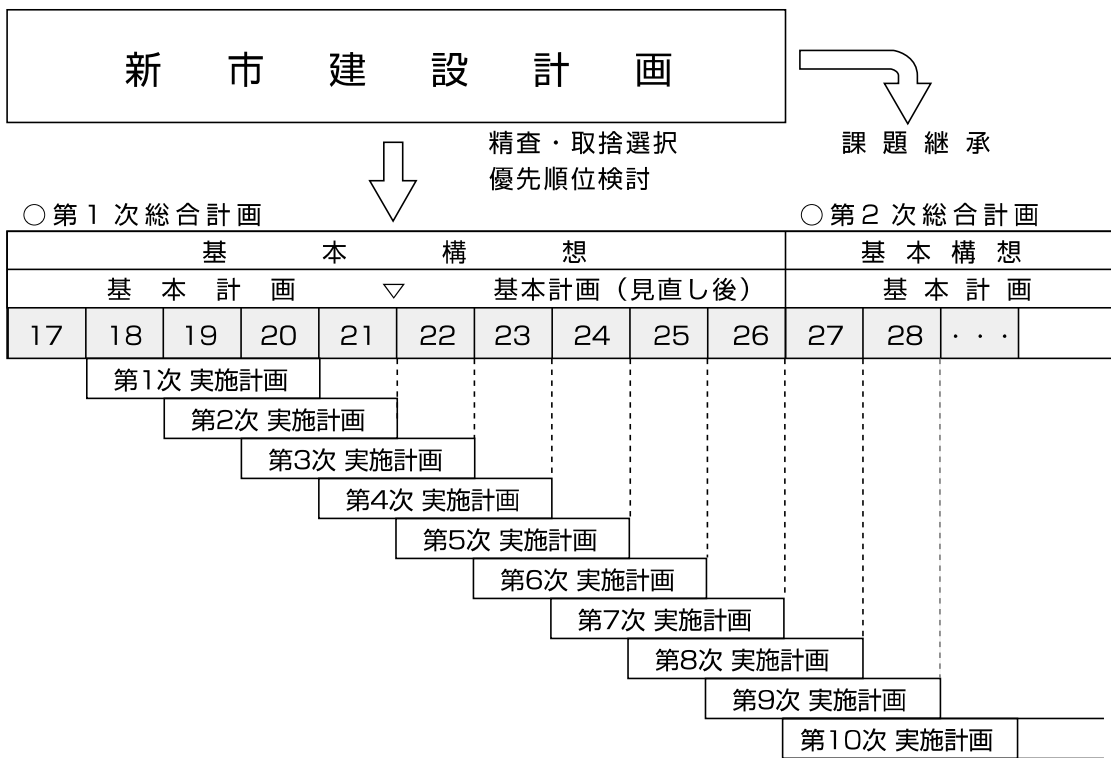 新市建設計画
精査・取捨選択
優先順位検討
課題継承
○第1次総合計画
○第2次総合計画
基本構想
基本構想
基本計画 ▽ 基本計画(見直し後)
基本計画
17 18 19 20 21 22 23 24 25 26 27 28 ・・・
第1次 実施計画
第2次 実施計画
第3次 実施計画
第4次 実施計画
第5次 実施計画
第6次 実施計画
第7次 実施計画
第8次 実施計画
第9次 実施計画
第10次 実施計画